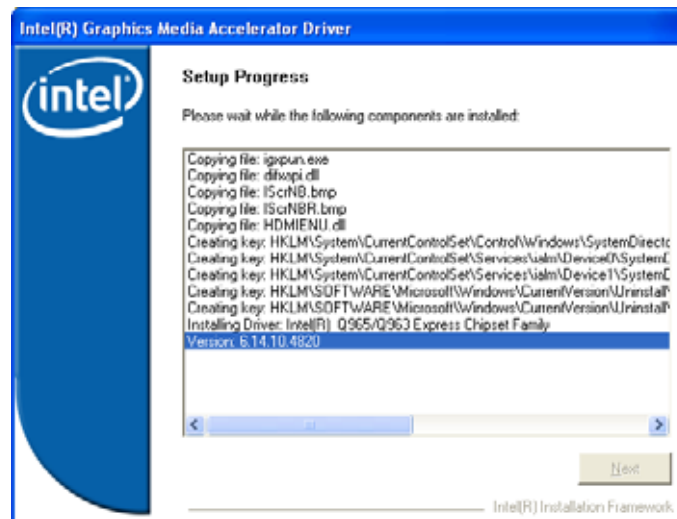 Intel(R) Graphics Media Accelerator Driver
intel
Setup Progress
Please wait while the following components are installed:
Copying file: igxpun.exe
Copying file: difxapi.dll
Copying file: IScrNB.bmp
Copying file: IScrNBR.bmp
Copying file: HDMIENU.dll
Creating key: HKLM\System\CurrentControlSet\Control\Windows\SystemDirecto
Creating key: HKLM\System\CurrentControlSet\Services\ialm\Device0\SystemD
Creating key: HKLM\System\CurrentControlSet\Services\ialm\Device1\SystemD
Creating key: HKLM\SOFTWARE\Microsoft\Windows\CurrentVersion\Uninstall\
Creating key: HKLM\SOFTWARE\Microsoft\Windows\CurrentVersion\Uninstall\
Installing Driver: Intel(R) Q965/Q963 Express Chipset Family
Version: 6.14.10.4820
Next
Intel(R) Installation Framework